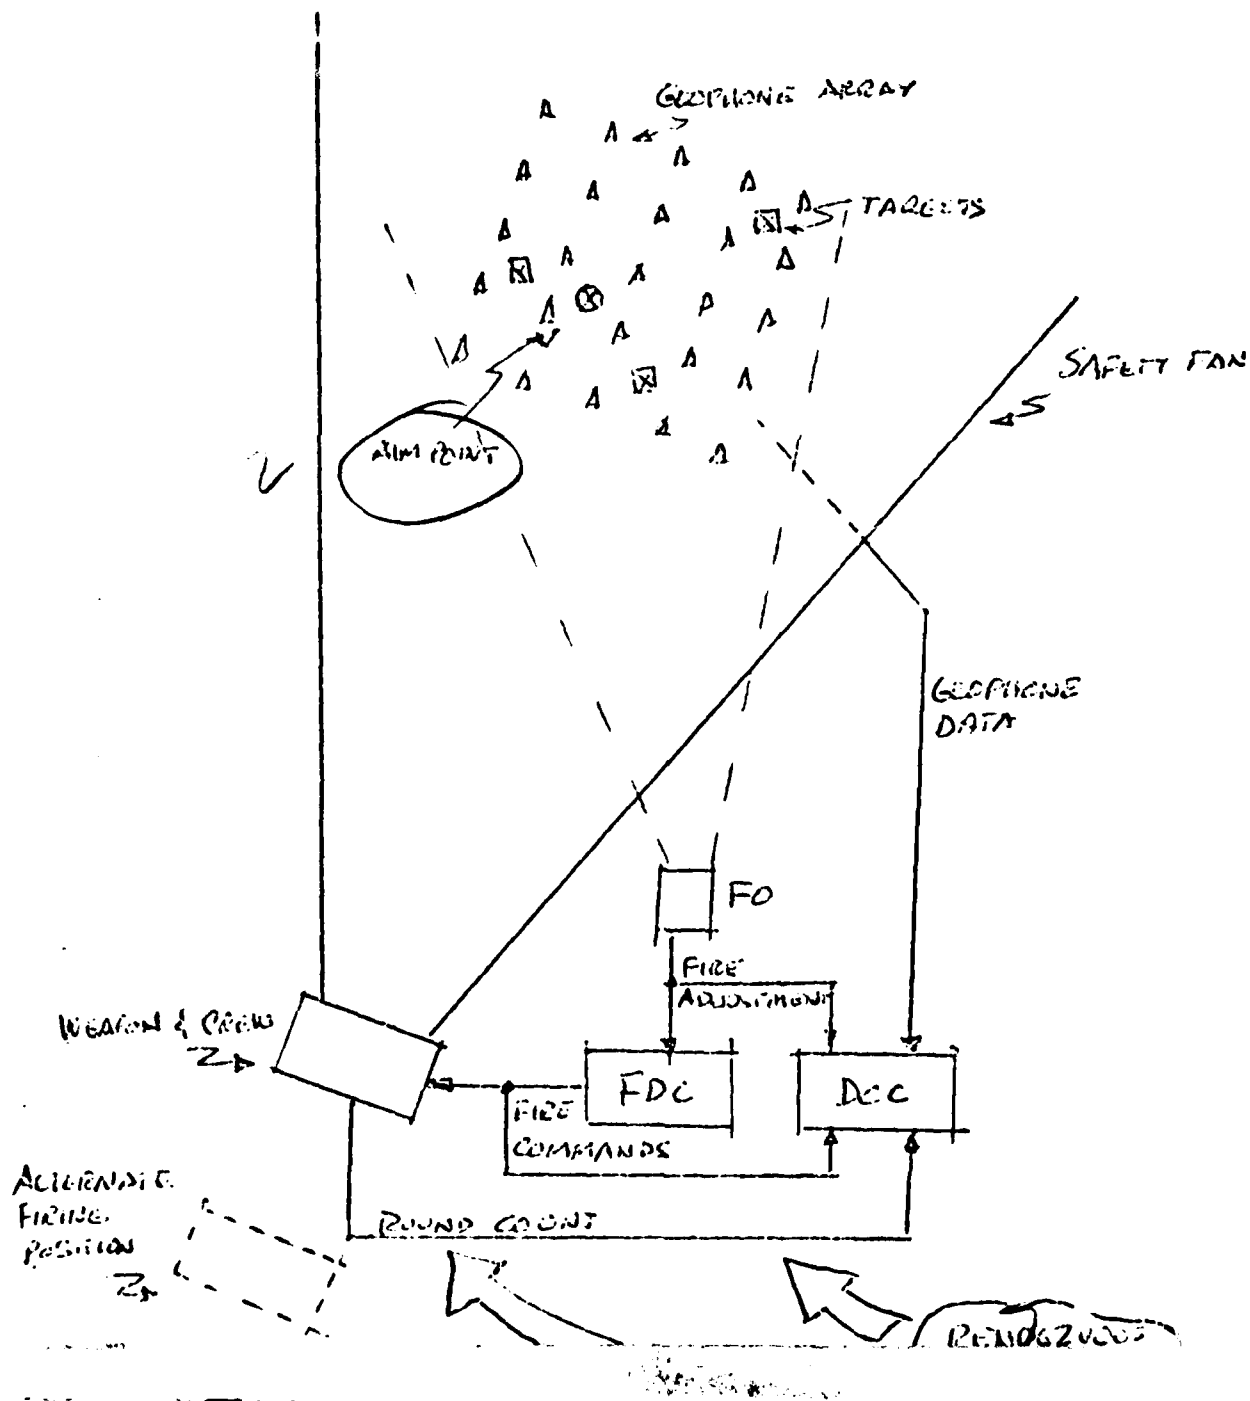 GEOPHONE ARRAY
TARGETS
SAFETY FAN
AIM POINT
GEOPHONE
DATA
FO
FIRE
ADJUSTMENT
WEAPON & CREW
FDC
DCC
FIRE
COMMANDS
ALTERNATE
FIRING
POSITION
ROUND COUNT
RENDEZVOUS